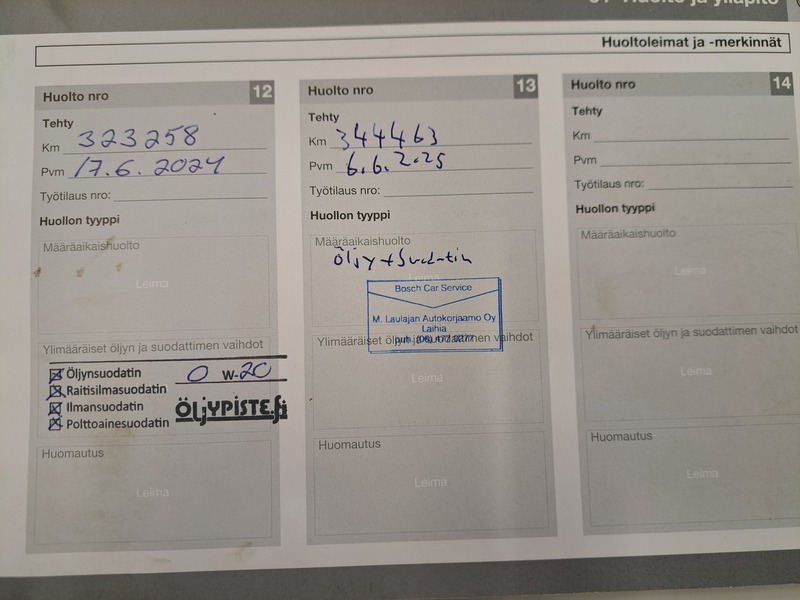 Huoltoleimat ja -merkinnät
Huolto nro 12
Tehty
Km 323258
Pvm 17.6.2024
Työtilaus nro:
Huollon tyyppi
Määräaikaishuolto
Leima
Ylimääräiset öljyn ja suodattimen vaihdot
Öljynsuodatin 0 W-20
Raitisilmasuodatin
Ilmansuodatin
Polttoainesuodatin
ÖLJYPISTE.fi
Huomautus
Leima
Huolto nro 13
Tehty
Km 344463
Pvm 6.6.2025
Työtilaus nro:
Huollon tyyppi
Määräaikaishuolto
Öljy + Suodatin
Leima
Bosch Car Service
M. Laulajan Autokorjaamo Oy
Laihia
Ylimääräiset öljyn ja suodattimen vaihdot
Leima
Huomautus
Leima
Huolto nro 14
Tehty
Km
Pvm
Työtilaus nro:
Huollon tyyppi
Määräaikaishuolto
Leima
Ylimääräiset öljyn ja suodattimen vaihdot
Leima
Huomautus
Leima